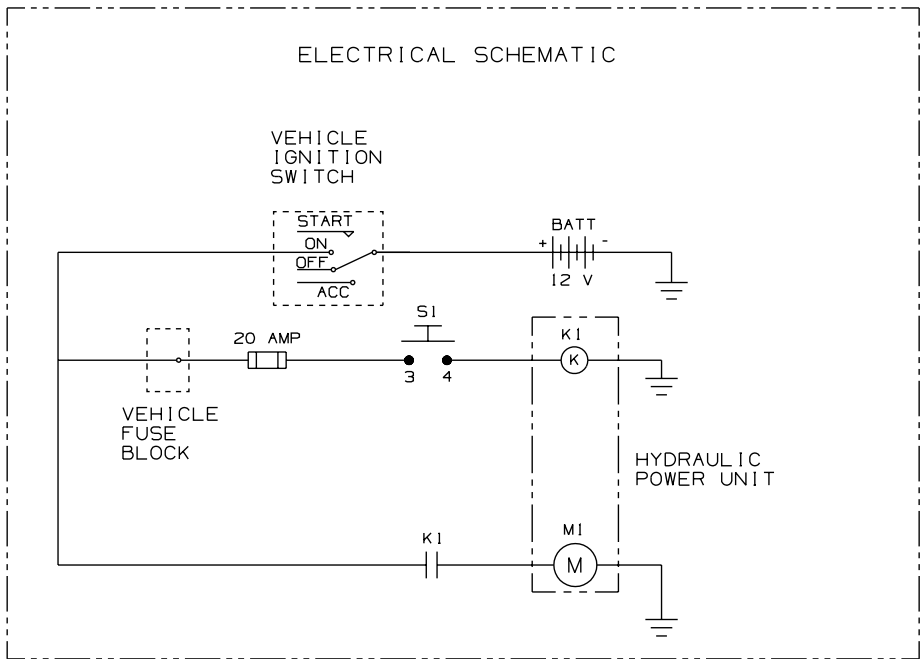 ELECTRICAL SCHEMATIC
VEHICLE
IGNITION
SWITCH
START
ON
OFF
ACC
BATT
+ -
12 V
20 AMP
S1
3 4
K1
K
VEHICLE
FUSE
BLOCK
HYDRAULIC
POWER UNIT
K1
M1
M